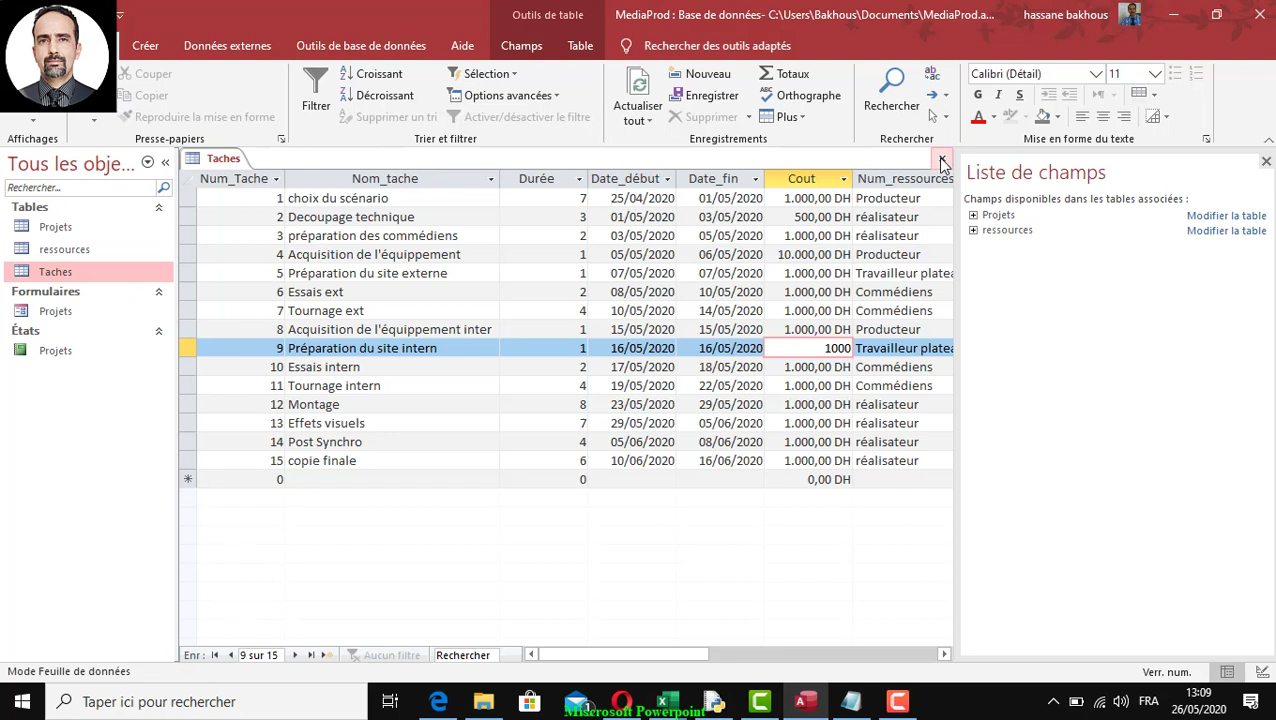 Outils de table
MediaProd : Base de données- C:\Users\Bakhous\Documents\MediaProd.a...
hassane bakhous
Créer
Données externes
Outils de base de données
Aide
Champs
Table
Rechercher des outils adaptés
Couper
Copier
Reproduire la mise en forme
Filtrer
Croissant
Décroissant
Supprimer un tri
Sélection
Options avancées
Activer/désactiver le filtre
Actualiser
tout
Nouveau
Enregistrer
Supprimer
Totaux
Orthographe
Plus
Rechercher
Calibri (Détail)
11
G I S
Affichages
Presse-papiers
Trier et filtrer
Enregistrements
Rechercher
Mise en forme du texte
Tous les obje...
Rechercher...
Tables
Projets
ressources
Taches
Formulaires
Projets
États
Projets
Taches
Num_Tache Nom_tache Durée Date_début Date_fin Cout Num_ressources
1 choix du scénario 7 25/04/2020 01/05/2020 1.000,00 DH Producteur
2 Decoupage technique 3 01/05/2020 03/05/2020 500,00 DH réalisateur
3 préparation des commédiens 2 03/05/2020 05/05/2020 1.000,00 DH réalisateur
4 Acquisition de l'équippement 1 05/05/2020 06/05/2020 10.000,00 DH Producteur
5 Préparation du site externe 1 07/05/2020 07/05/2020 1.000,00 DH Travailleur platea
6 Essais ext 2 08/05/2020 10/05/2020 1.000,00 DH Commédiens
7 Tournage ext 4 10/05/2020 14/05/2020 1.000,00 DH Commédiens
8 Acquisition de l'équippement inter 1 15/05/2020 15/05/2020 1.000,00 DH Producteur
9 Préparation du site intern 1 16/05/2020 16/05/2020 1000 Travailleur platea
10 Essais intern 2 17/05/2020 18/05/2020 1.000,00 DH Commédiens
11 Tournage intern 4 19/05/2020 22/05/2020 1.000,00 DH Commédiens
12 Montage 8 23/05/2020 29/05/2020 1.000,00 DH réalisateur
13 Effets visuels 7 29/05/2020 05/06/2020 1.000,00 DH réalisateur
14 Post Synchro 4 05/06/2020 08/06/2020 1.000,00 DH réalisateur
15 copie finale 6 10/06/2020 16/06/2020 1.000,00 DH réalisateur
0 0 0,00 DH
Liste de champs
Champs disponibles dans les tables associées :
Projets Modifier la table
ressources Modifier la table
Enr : 9 sur 15 Aucun filtre Rechercher
Mode Feuille de données
Verr. num.
Taper ici pour rechercher
Miscrosoft Powerpoint
FRA
13:09
26/05/2020